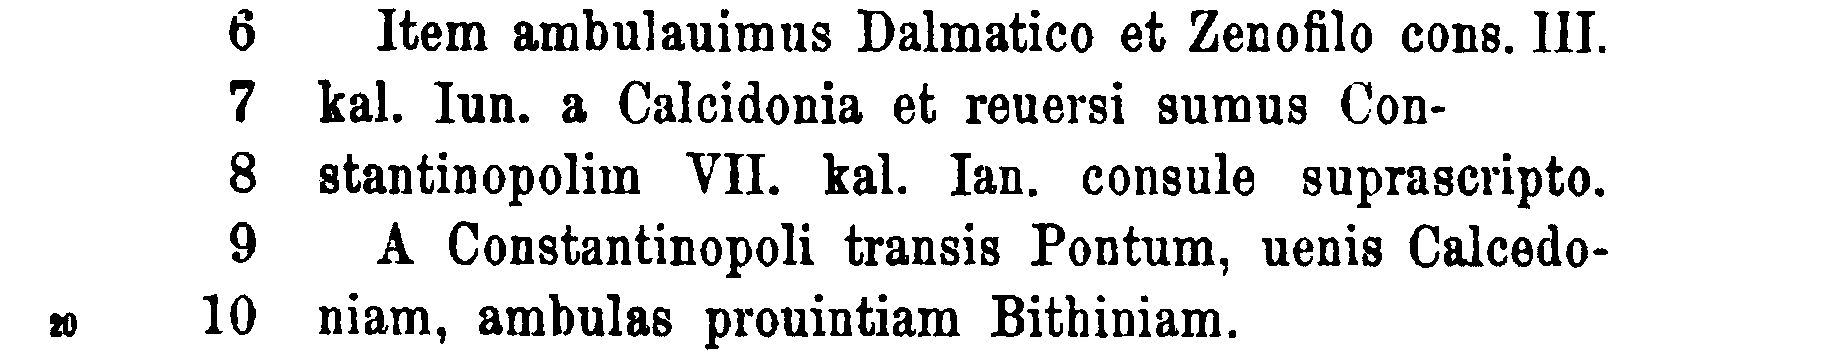 6 Item ambulauimus Dalmatico et Zenofilo cons. III.
7 kal. Iun. a Calcidonia et reuersi sumus Con-
8 stantinopolim VII. kal. Ian. consule suprascripto.
9 A Constantinopoli transis Pontum, uenis Calcedo-
20 10 niam, ambulas prouintiam Bithiniam.